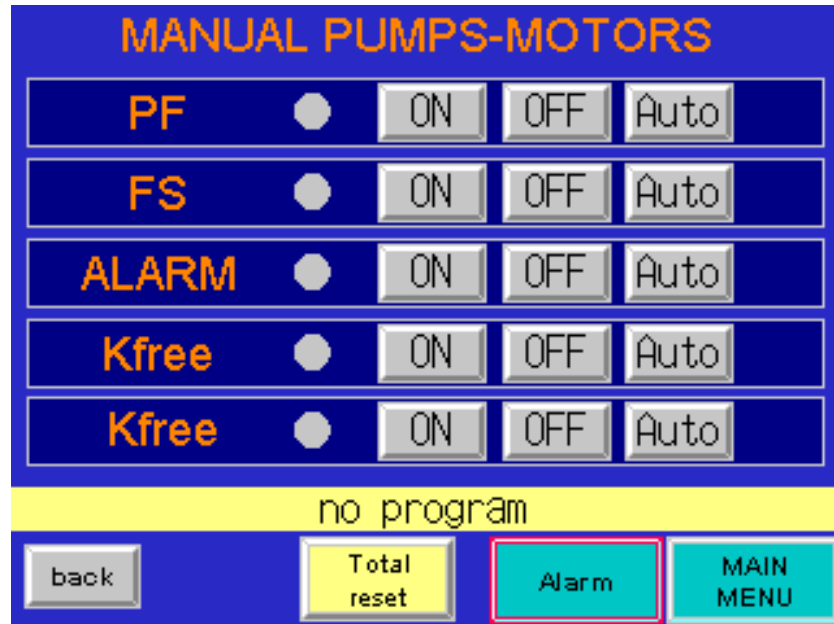 MANUAL PUMPS-MOTORS
PF ON OFF Auto
FS ON OFF Auto
ALARM ON OFF Auto
Kfree ON OFF Auto
Kfree ON OFF Auto
no program
back Total reset Alarm MAIN MENU